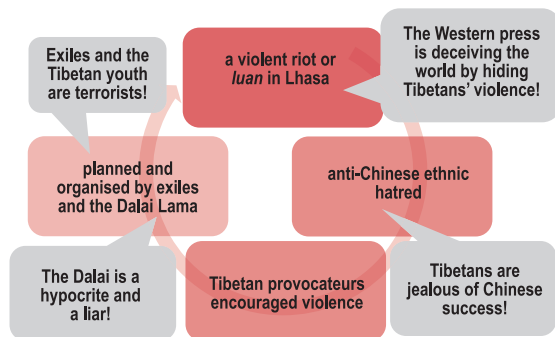 Exiles and the
Tibetan youth
are terrorists!
a violent riot or
luan in Lhasa
The Western press
is deceiving the
world by hiding
Tibetans’ violence!
planned and
organised by exiles
and the Dalai Lama
anti-Chinese ethnic
hatred
The Dalai is a
hypocrite and
a liar!
Tibetan provocateurs
encouraged violence
Tibetans are
jealous of Chinese
success!